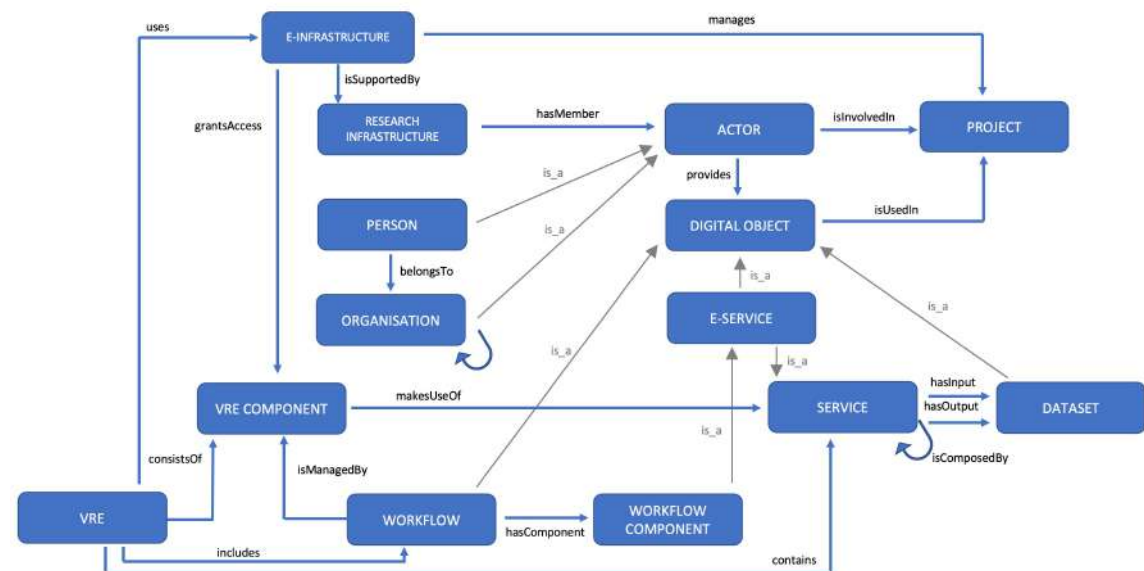 uses
manages
E-INFRASTRUCTURE
isSupportedBy
grantsAccess
RESEARCH
INFRASTRUCTURE
hasMember
ACTOR
isInvolvedIn
PROJECT
is_a
provides
PERSON
is_a
DIGITAL OBJECT
isUsedIn
belongsTo
is_a
ORGANISATION
E-SERVICE
is_a
is_a
is_a
VRE COMPONENT
makesUseOf
SERVICE
hasInput
hasOutput
DATASET
is_a
consistsOf
isManagedBy
isComposedBy
VRE
WORKFLOW
hasComponent
WORKFLOW
COMPONENT
includes
contains